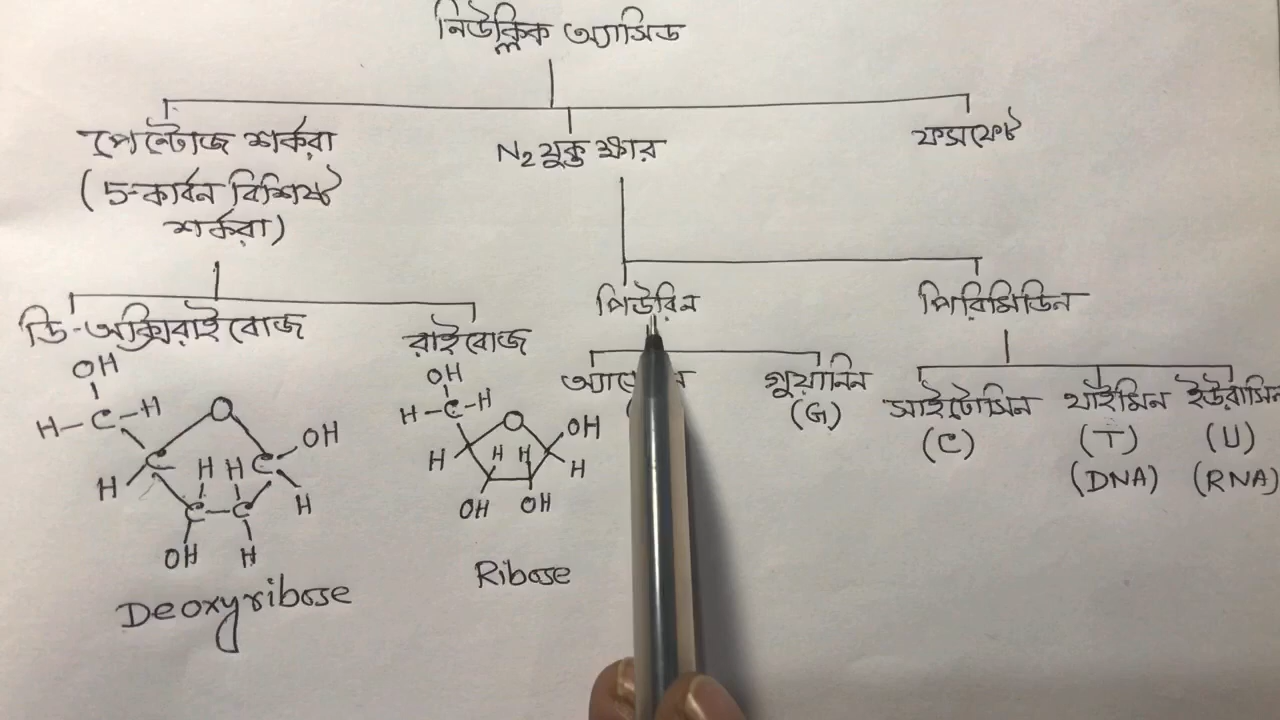 নিউক্লিক অ্যাসিড
পেন্টোজ শর্করা
(5-কার্বন বিশিষ্ট
শর্করা)
N2 যুক্ত ক্ষার
ফসফেট
ডি-অক্সিরাইবোজ
রাইবোজ
পিউরিন
পিরিমিডিন
গুয়ানিন
(G)
সাইটোসিন
(C)
থাইমিন
(T)
(DNA)
ইউরাসিন
(U)
(RNA)
OH
H-C-H
O
C C OH
H H H H
C-C
OH H
Deoxyribose
OH
H-C-H
O OH
H H H H
OH OH
Ribose